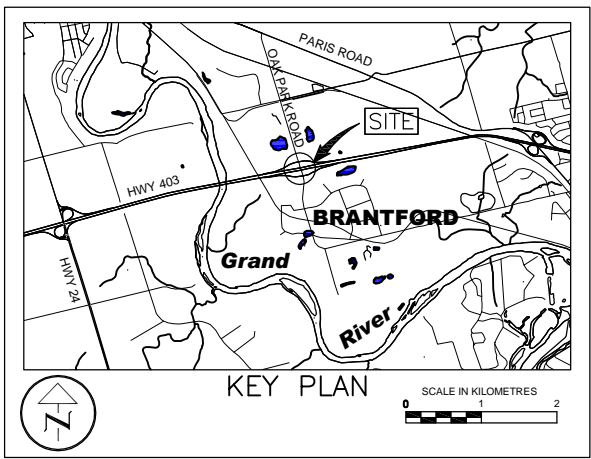 PARIS ROAD
OAK PARK ROAD
SITE
HWY 403
BRANTFORD
HWY 24
Grand
River
KEY PLAN
N
SCALE IN KILOMETRES
0 1 2